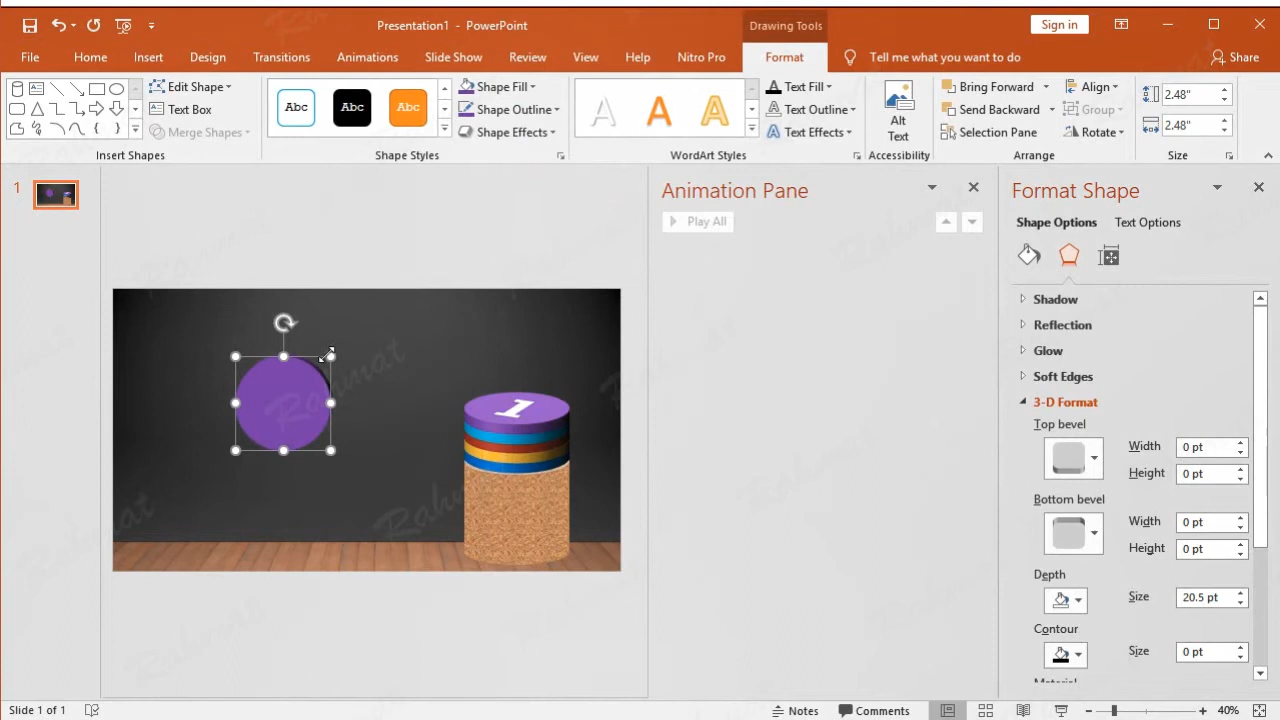 Presentation1 - PowerPoint
Drawing Tools
Sign in
File Home Insert Design Transitions Animations Slide Show Review View Help Nitro Pro Format Tell me what you want to do Share
Edit Shape
Text Box
Merge Shapes
Insert Shapes
Abc Abc Abc
Shape Fill
Shape Outline
Shape Effects
Shape Styles
A A A
Text Fill
Text Outline
Text Effects
WordArt Styles
Alt
Text
Accessibility
Bring Forward
Send Backward
Selection Pane
Align
Group
Rotate
Arrange
2.48"
2.48"
Size
1
Animation Pane
Play All
1
Format Shape
Shape Options Text Options
Shadow
Reflection
Glow
Soft Edges
3-D Format
Top bevel
Width 0 pt
Height 0 pt
Bottom bevel
Width 0 pt
Height 0 pt
Depth
Size 20.5 pt
Contour
Size 0 pt
Material
Slide 1 of 1
Notes Comments 40%
Rahmat
Rahmat
Rahmat